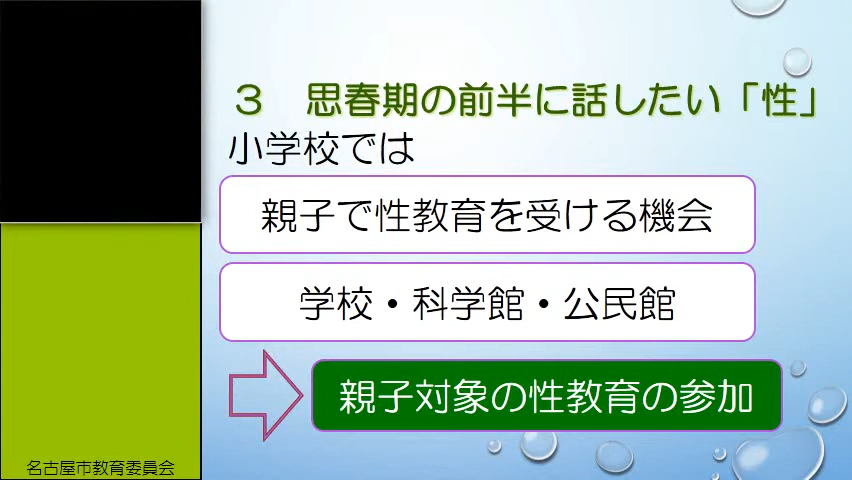 3 思春期の前半に話したい「性」
小学校では
親子で性教育を受ける機会
学校・科学館・公民館
親子対象の性教育の参加
名古屋市教育委員会